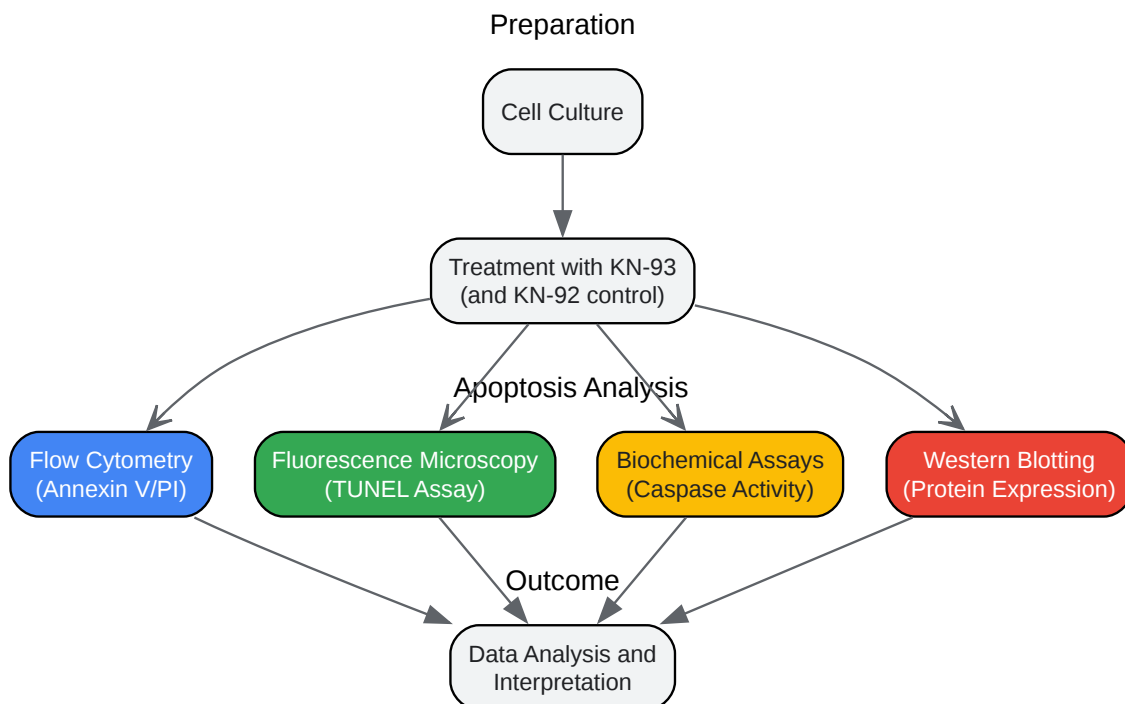 Preparation
Cell Culture
Treatment with KN-93
(and KN-92 control)
Apoptosis Analysis
Flow Cytometry
(Annexin V/PI)
Fluorescence Microscopy
(TUNEL Assay)
Biochemical Assays
(Caspase Activity)
Western Blotting
(Protein Expression)
Outcome
Data Analysis and
Interpretation